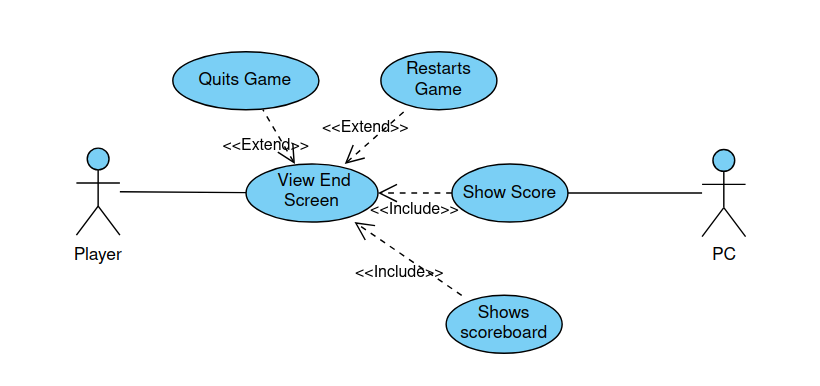 Quits Game
Restarts
Game
<<Extend>>
<<Extend>>
View End
Screen
Show Score
<<Include>>
Player
PC
<<Include>>
Shows
scoreboard